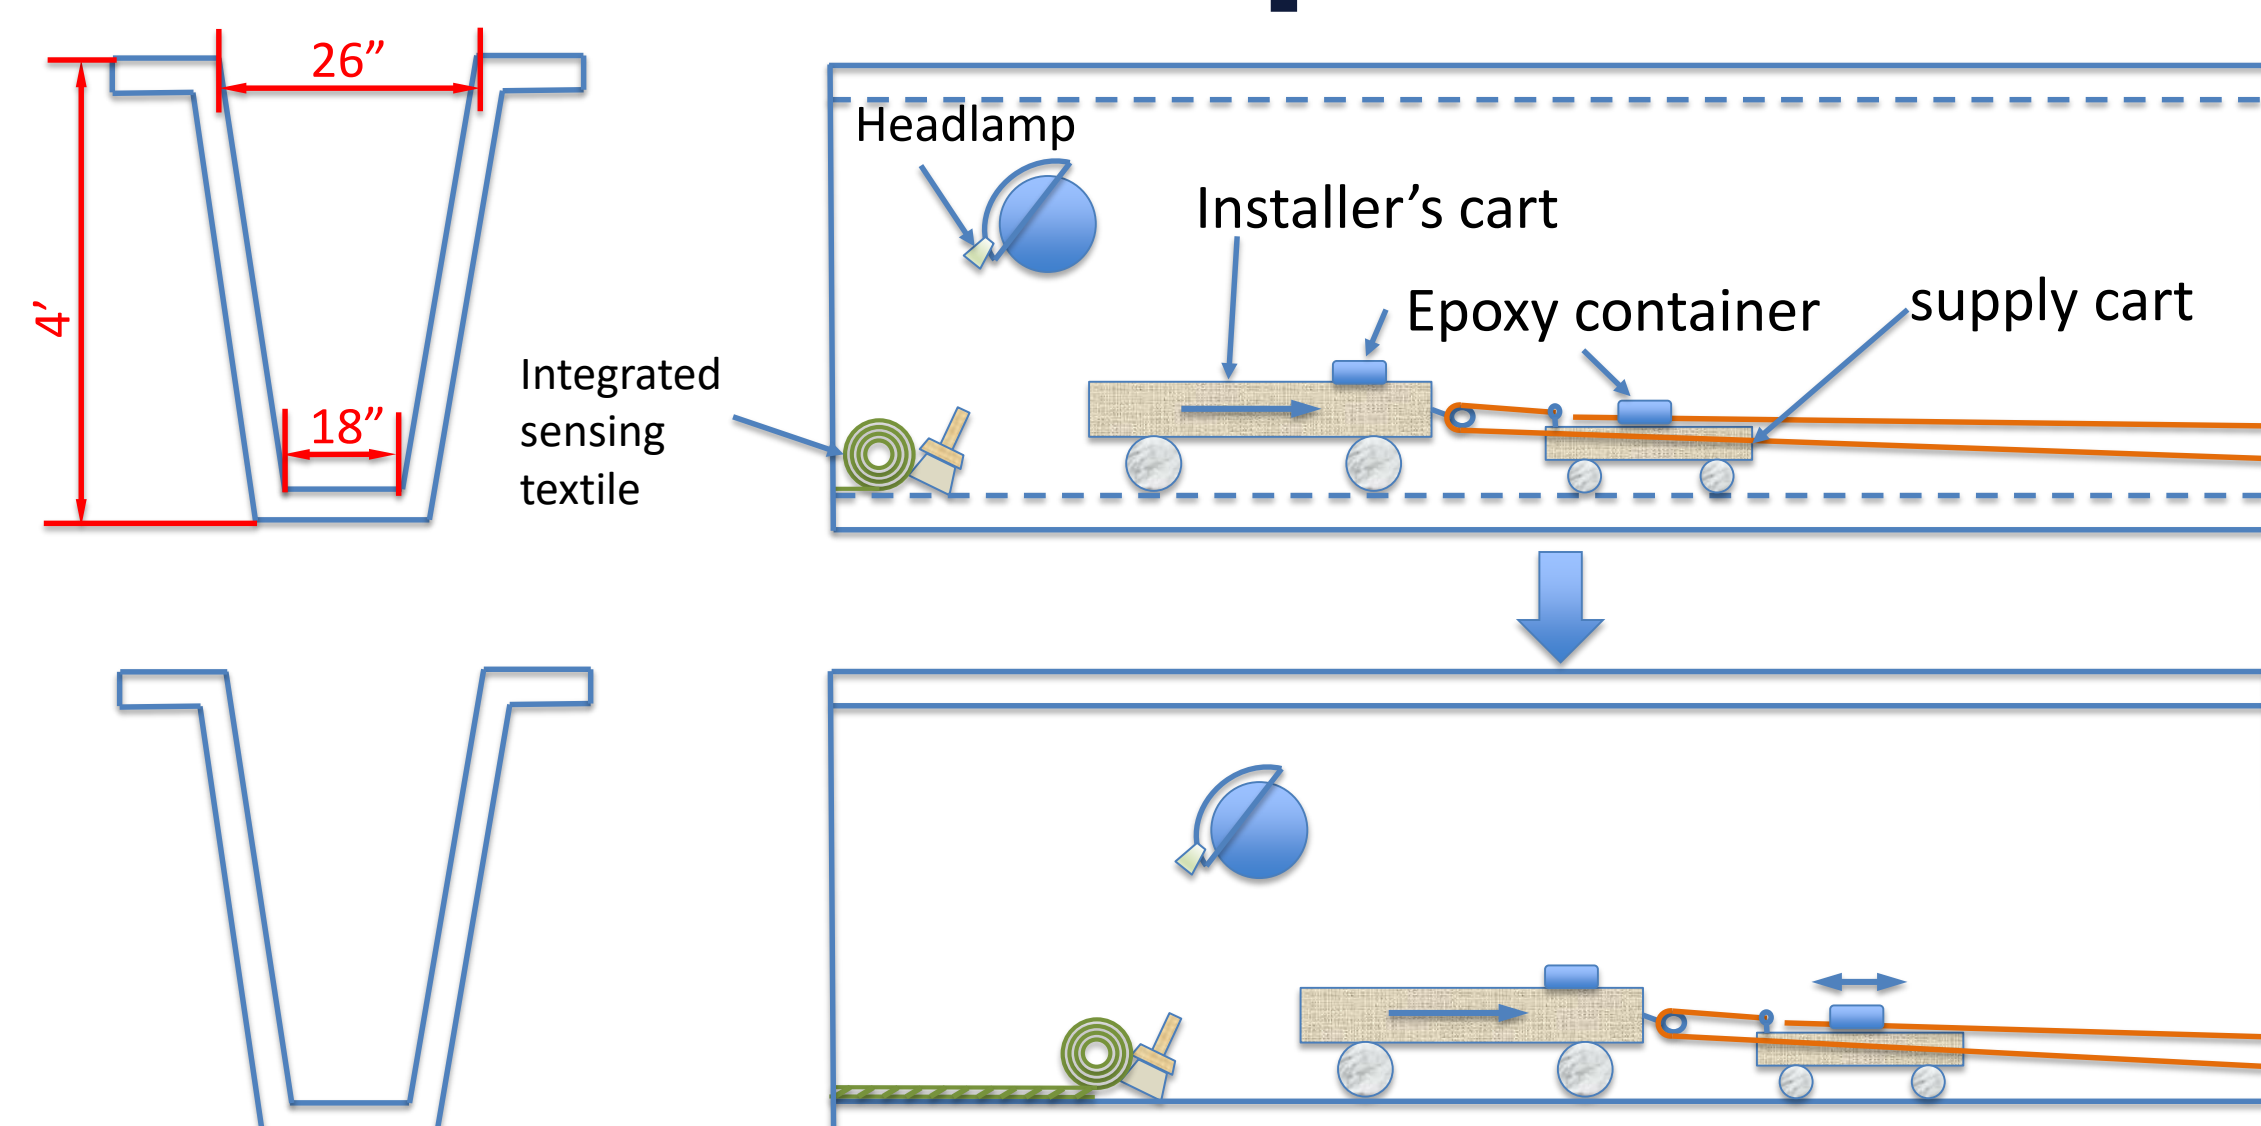 26”
4’
18”
Headlamp
Installer’s cart
Epoxy container
supply cart
Integrated
sensing
textile